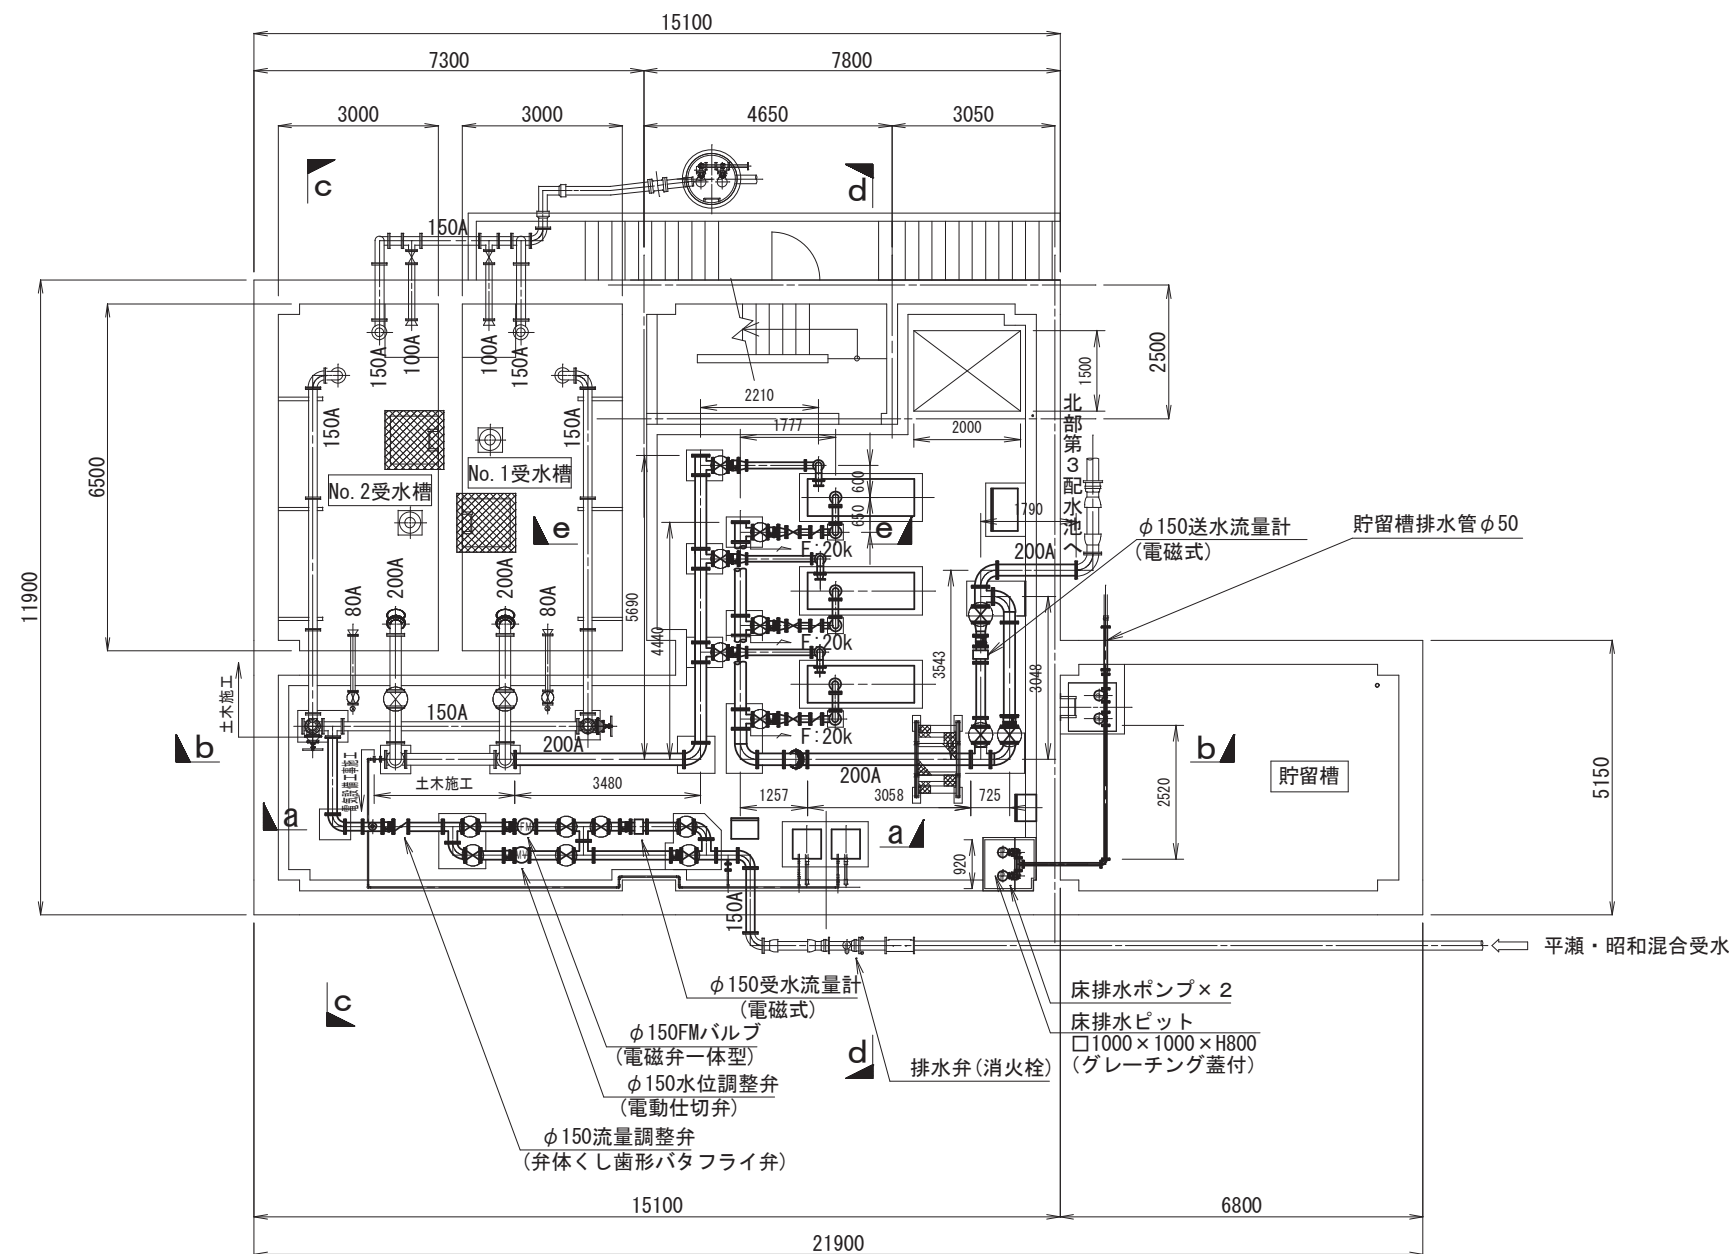 15100
7300
7800
3000
3000
4650
3050
c
d
150A
11900
6500
2500
1500
150A
100A
100A
150A
150A
150A
2210
1777
2000
北部第3配水池へ
No.1受水槽
No.2受水槽
600
650
1790
e
e
F:20k
F:20k
F:20k
φ150送水流量計
(電磁式)
貯留槽排水管φ50
200A
80A
200A
200A
80A
5690
4440
3543
3048
土木施工
150A
200A
200A
b
b
電気設備工事施工
土木施工
3480
1257
3058
725
2520
貯留槽
5150
a
a
FM
MV
920
150A
平瀬・昭和混合受水
φ150受水流量計
(電磁式)
φ150FMバルブ
(電磁弁一体型)
φ150水位調整弁
(電動仕切弁)
φ150流量調整弁
(弁体くし歯形バタフライ弁)
c
d
排水弁(消火栓)
床排水ポンプ×2
床排水ピット
□1000×1000×H800
(グレーチング蓋付)
15100
6800
21900